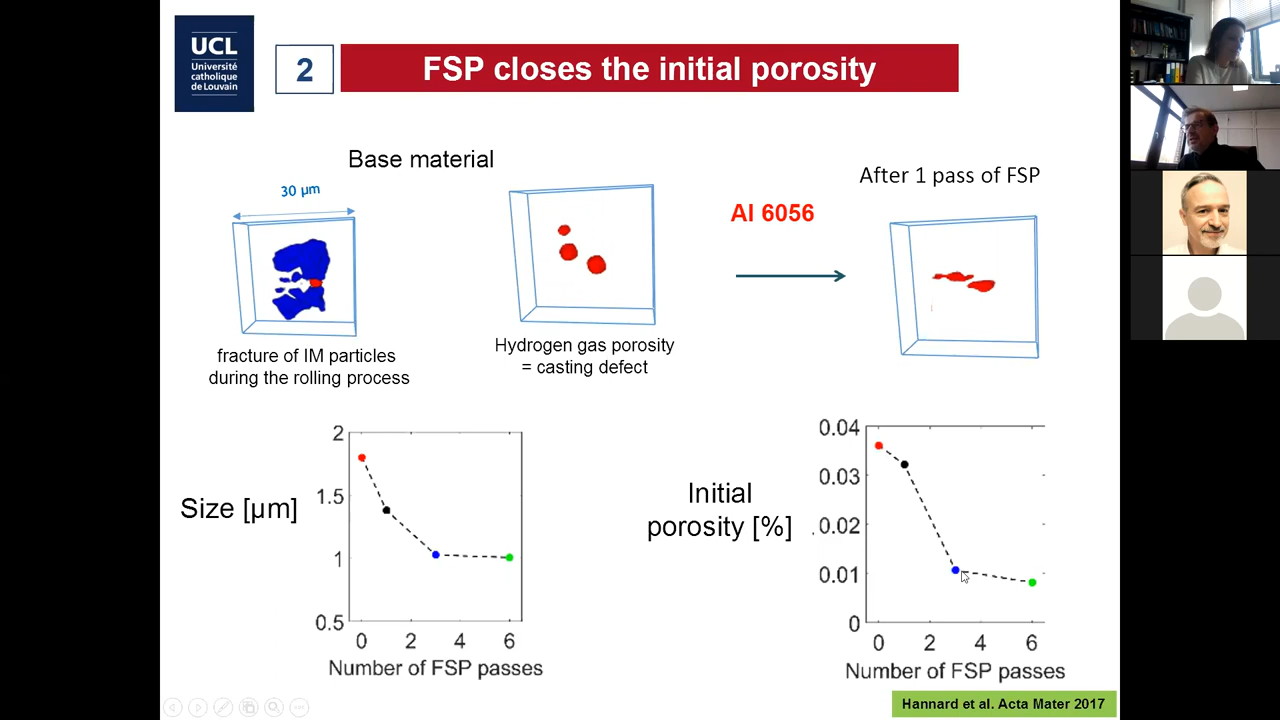 UCL
Université
catholique
de Louvain
2
FSP closes the initial porosity
Base material
After 1 pass of FSP
30 µm
Al 6056
fracture of IM particles
during the rolling process
Hydrogen gas porosity
= casting defect
Size [µm]
2
1.5
1
0.5
0 2 4 6
Number of FSP passes
Initial
porosity [%]
0.04
0.03
0.02
0.01
0
0 2 4 6
Number of FSP passes
Hannard et al. Acta Mater 2017